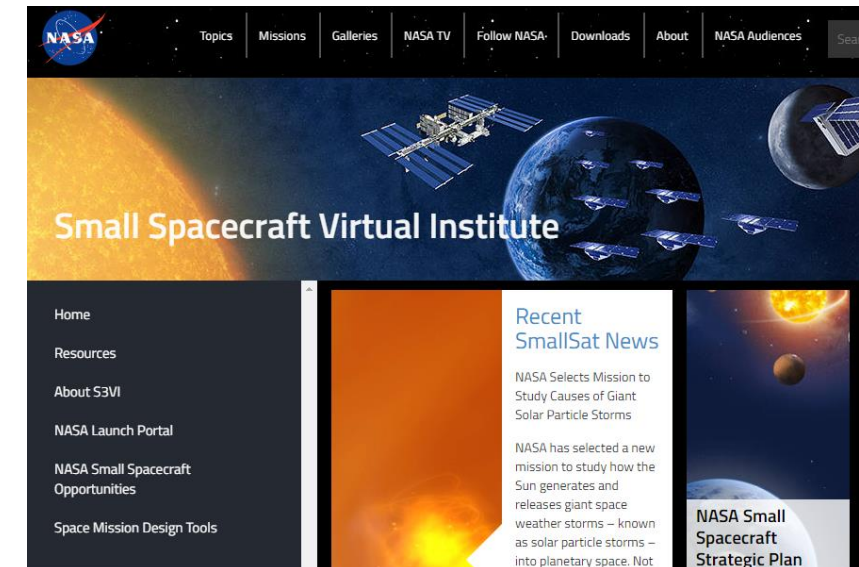 NASA
Topics
Missions
Galleries
NASA TV
Follow NASA
Downloads
About
NASA Audiences
Small Spacecraft Virtual Institute
Home
Resources
About S3VI
NASA Launch Portal
NASA Small Spacecraft
Opportunities
Space Mission Design Tools
Recent
SmallSat News
NASA Selects Mission to
Study Causes of Giant
Solar Particle Storms
NASA has selected a new
mission to study how the
Sun generates and
releases giant space
weather storms – known
as solar particle storms –
into planetary space. Not
NASA Small
Spacecraft
Strategic Plan